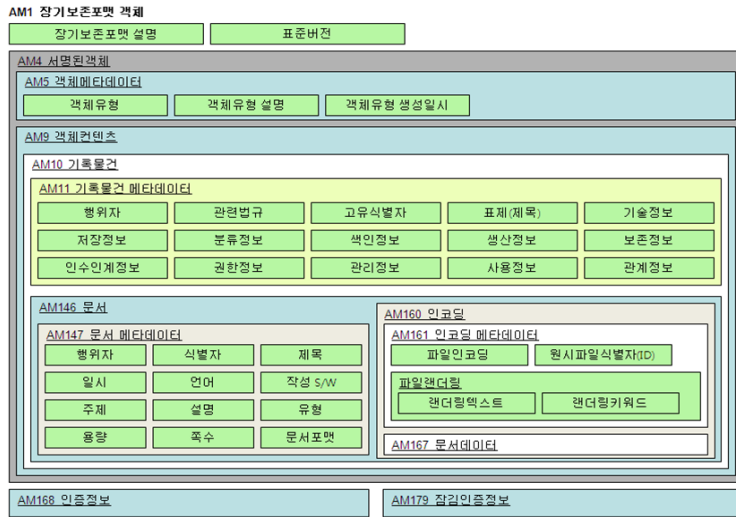 AM1 장기보존포맷 객체
장기보존포맷 설명 표준버전
AM4 서명된객체
AM5 객체메타데이터
객체유형 객체유형 설명 객체유형 생성일시
AM9 객체컨텐츠
AM10 기록물건
AM11 기록물건 메타데이터
행위자 관련법규 고유식별자 표제(제목) 기술정보
저장정보 분류정보 색인정보 생산정보 보존정보
인수인계정보 권한정보 관리정보 사용정보 관계정보
AM146 문서
AM147 문서 메타데이터
행위자 식별자 제목
일시 언어 작성 S/W
주제 설명 유형
용량 쪽수 문서포맷
AM160 인코딩
AM161 인코딩 메타데이터
파일인코딩 원시파일식별자(ID)
파일랜더링
랜더링텍스트 랜더링키워드
AM167 문서데이터
AM168 인증정보
AM179 잠김인증정보